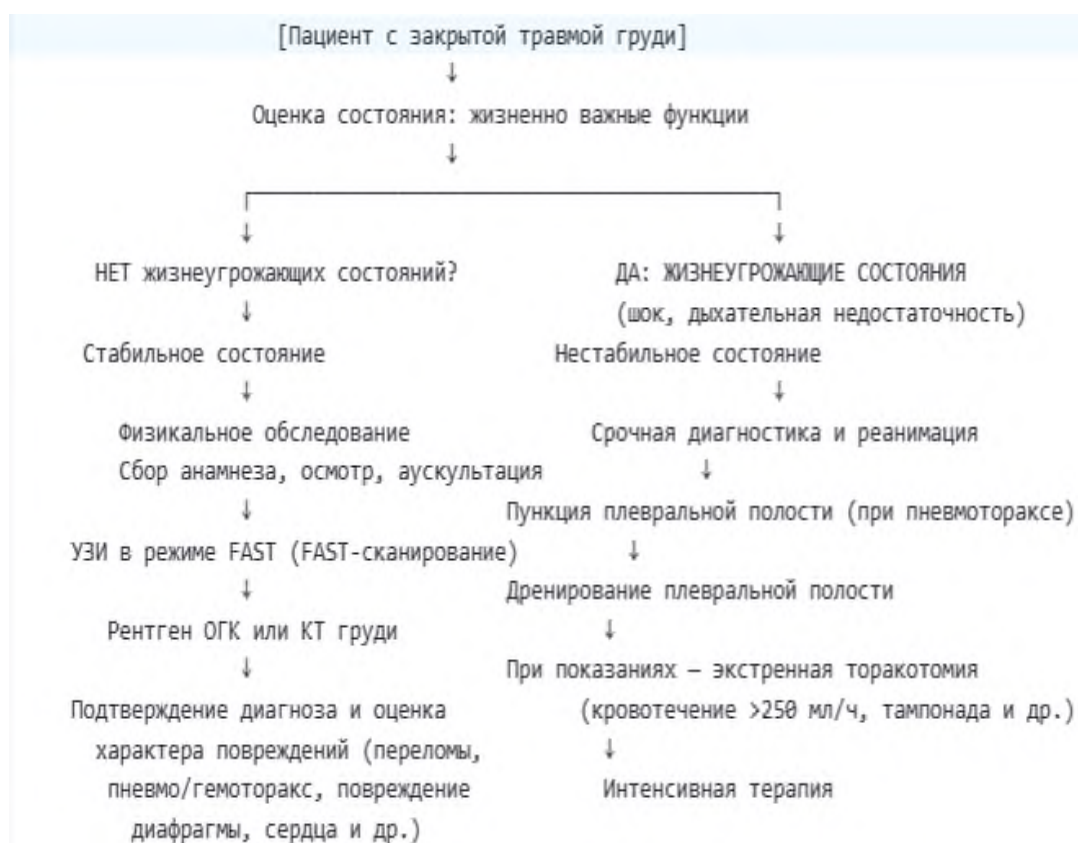 [Пациент с закрытой травмой груди]
↓
Оценка состояния: жизненно важные функции
↓
↓ ↓
НЕТ жизнеугрожающих состояний? ДА: ЖИЗНЕУГРОЖАЮЩИЕ СОСТОЯНИЯ
↓ (шок, дыхательная недостаточность)
Стабильное состояние Нестабильное состояние
↓ ↓
Физикальное обследование Срочная диагностика и реанимация
Сбор анамнеза, осмотр, аускультация ↓
↓ Пункция плевральной полости (при пневмотораксе)
УЗИ в режиме FAST (FAST-сканирование) ↓
↓ Дренирование плевральной полости
Рентген ОГК или КТ груди ↓
↓ При показаниях — экстренная торакотомия
Подтверждение диагноза и оценка (кровотечение >250 мл/ч, тампонада и др.)
характера повреждений (переломы, ↓
пневмо/гемоторакс, повреждение Интенсивная терапия
диафрагмы, сердца и др.)